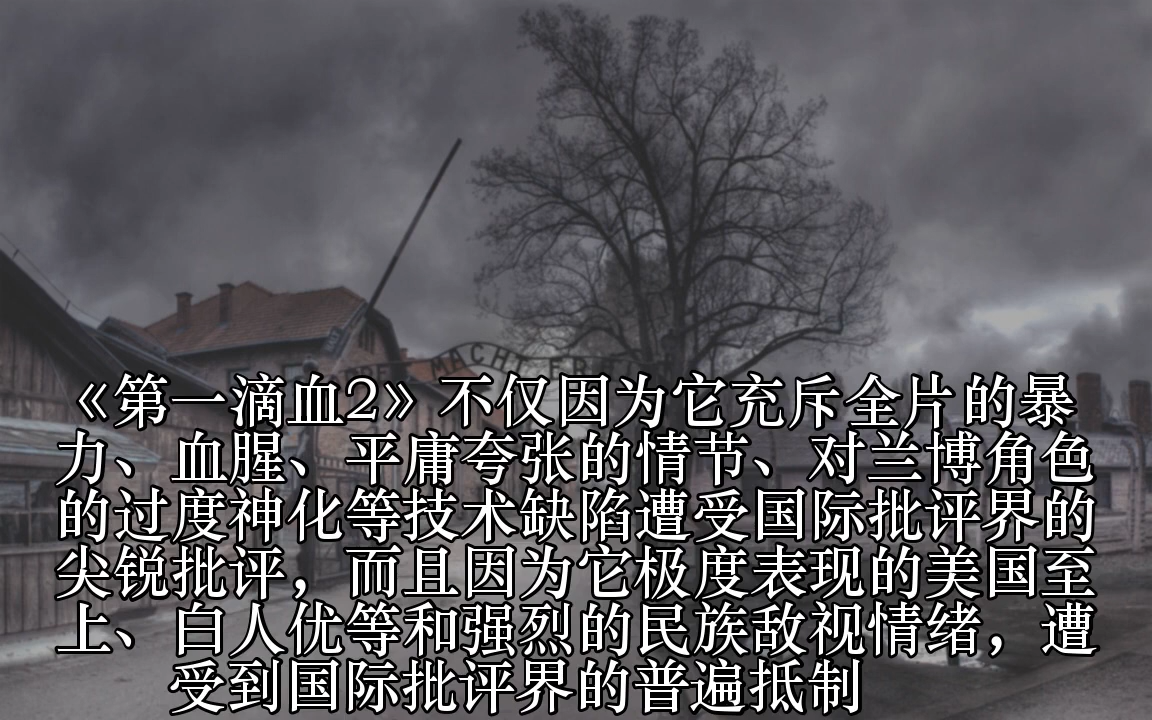 MACHT FR
《第一滴血2》不仅因为它充斥全片的暴
力、血腥、平庸夸张的情节、对兰博角色
的过度神化等技术缺陷遭受国际批评界的
尖锐批评，而且因为它极度表现的美国至
上、白人优等和强烈的民族敌视情绪，遭
受到国际批评界的普遍抵制